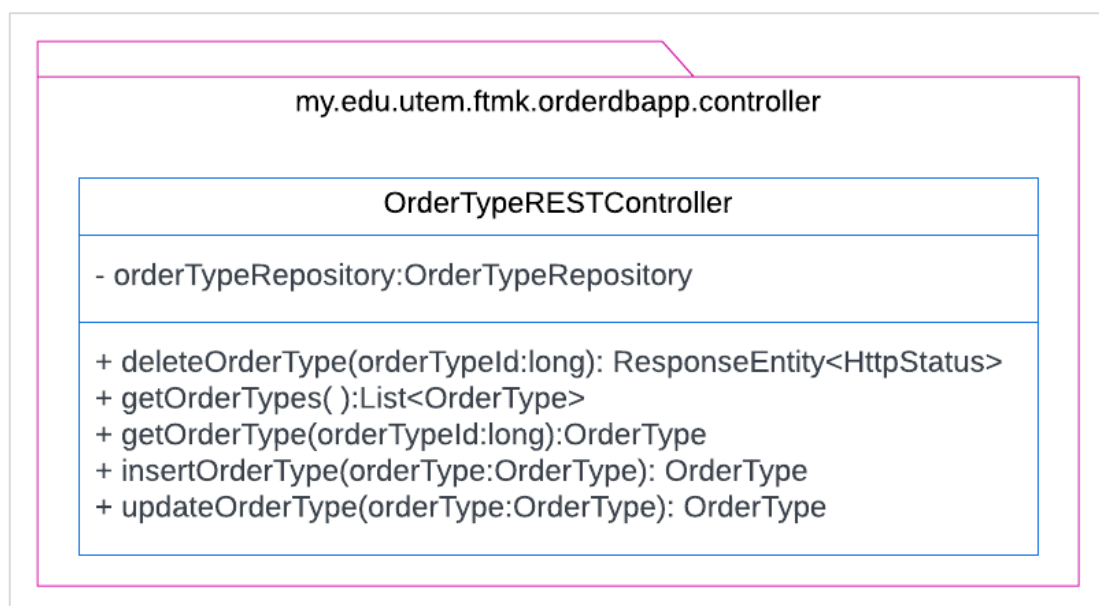 my.edu.utem.ftmk.orderdbapp.controller
OrderTypeRESTController
- orderTypeRepository:OrderTypeRepository
+ deleteOrderType(orderTypeId:long): ResponseEntity<HttpStatus>
+ getOrderTypes( ):List<OrderType>
+ getOrderType(orderTypeId:long):OrderType
+ insertOrderType(orderType:OrderType): OrderType
+ updateOrderType(orderType:OrderType): OrderType